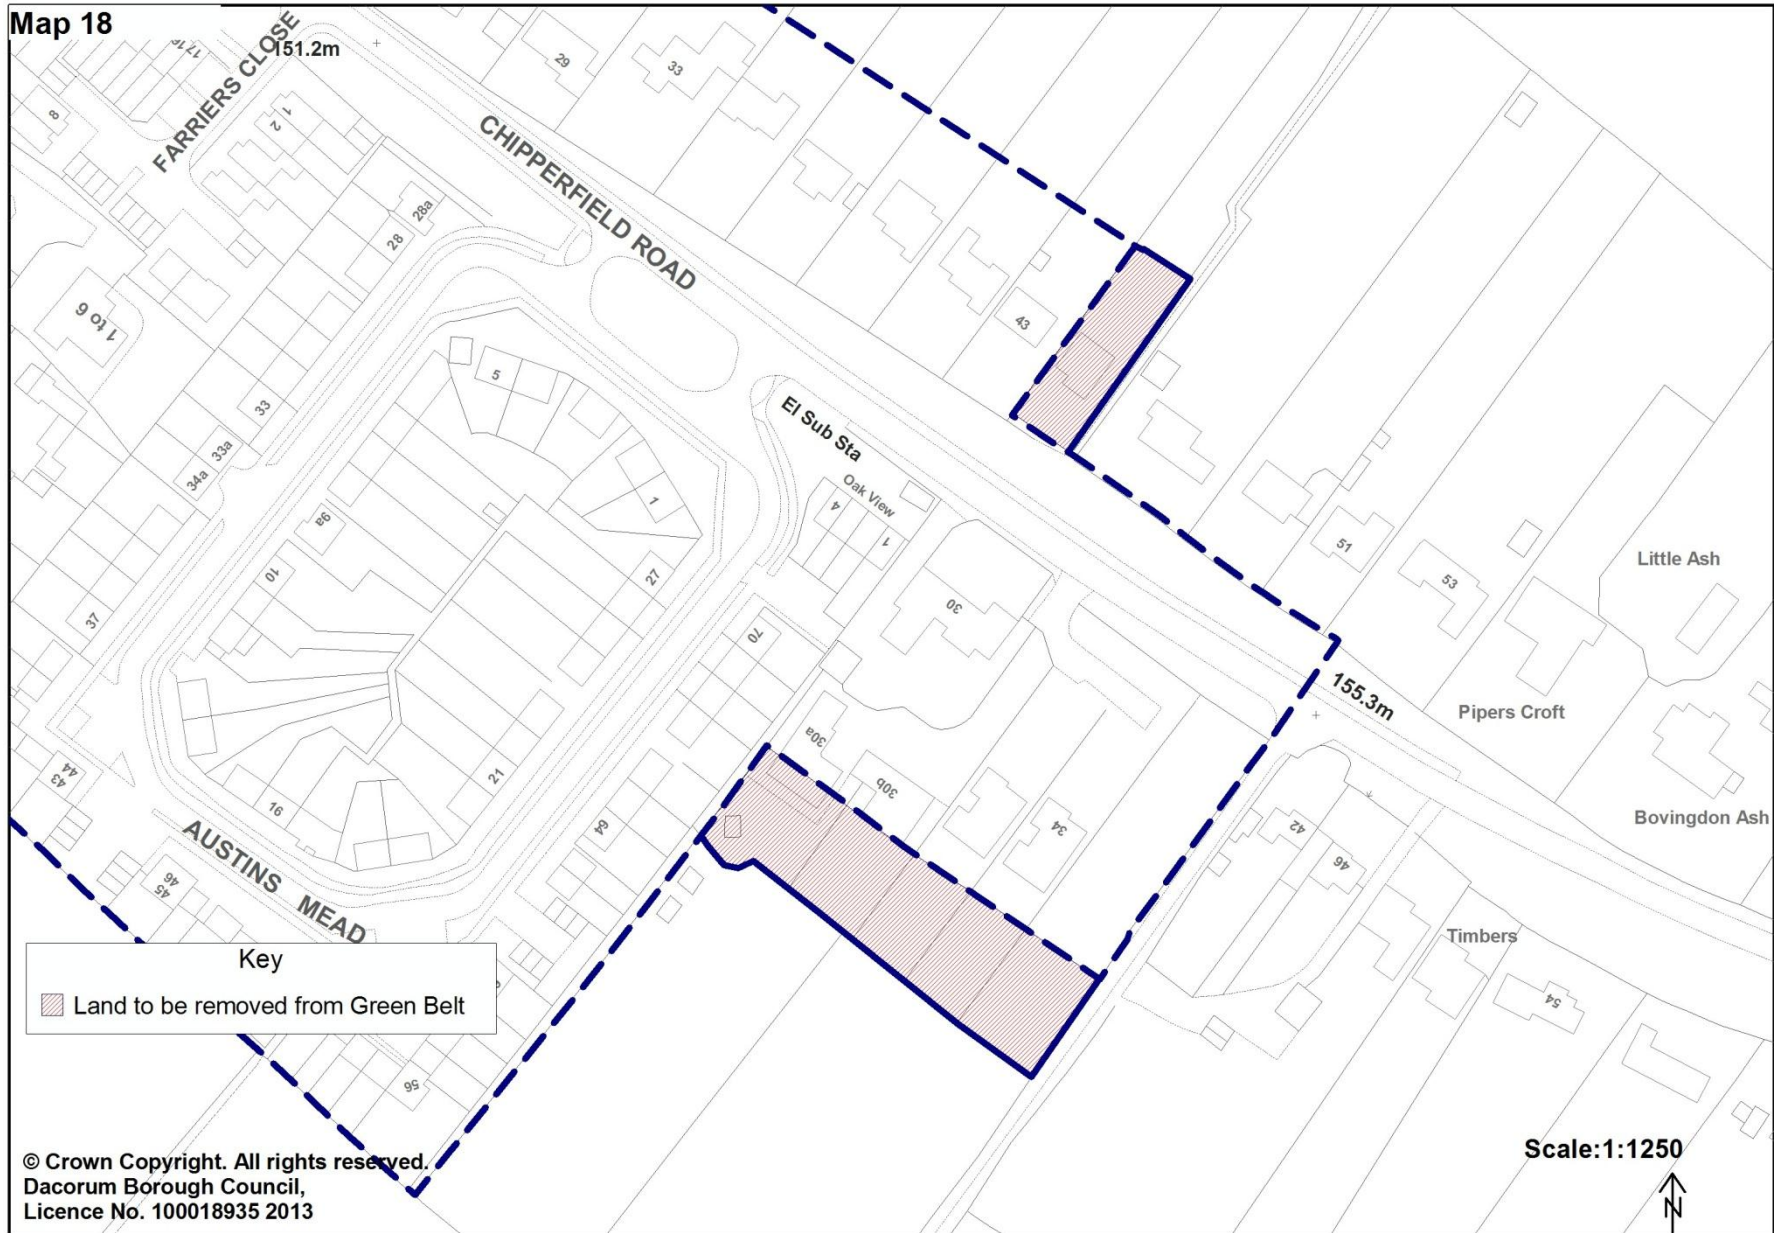 Map 18
151.2m
FARRIERS CLOSE
17
8
1
2
29
33
CHIPPERFIELD ROAD
28a
28
1 to 6
43
5
33
El Sub Sta
33a
34a
Oak View
4
1
1
9a
51
Little Ash
53
10
27
30
37
70
155.3m
Pipers Croft
30a
21
44
43
30b
16
64
34
42
46
Bovingdon Ash
AUSTINS MEAD
46
45
Timbers
Key
Land to be removed from Green Belt
54
56
© Crown Copyright. All rights reserved.
Dacorum Borough Council,
Licence No. 100018935 2013
Scale:1:1250
N